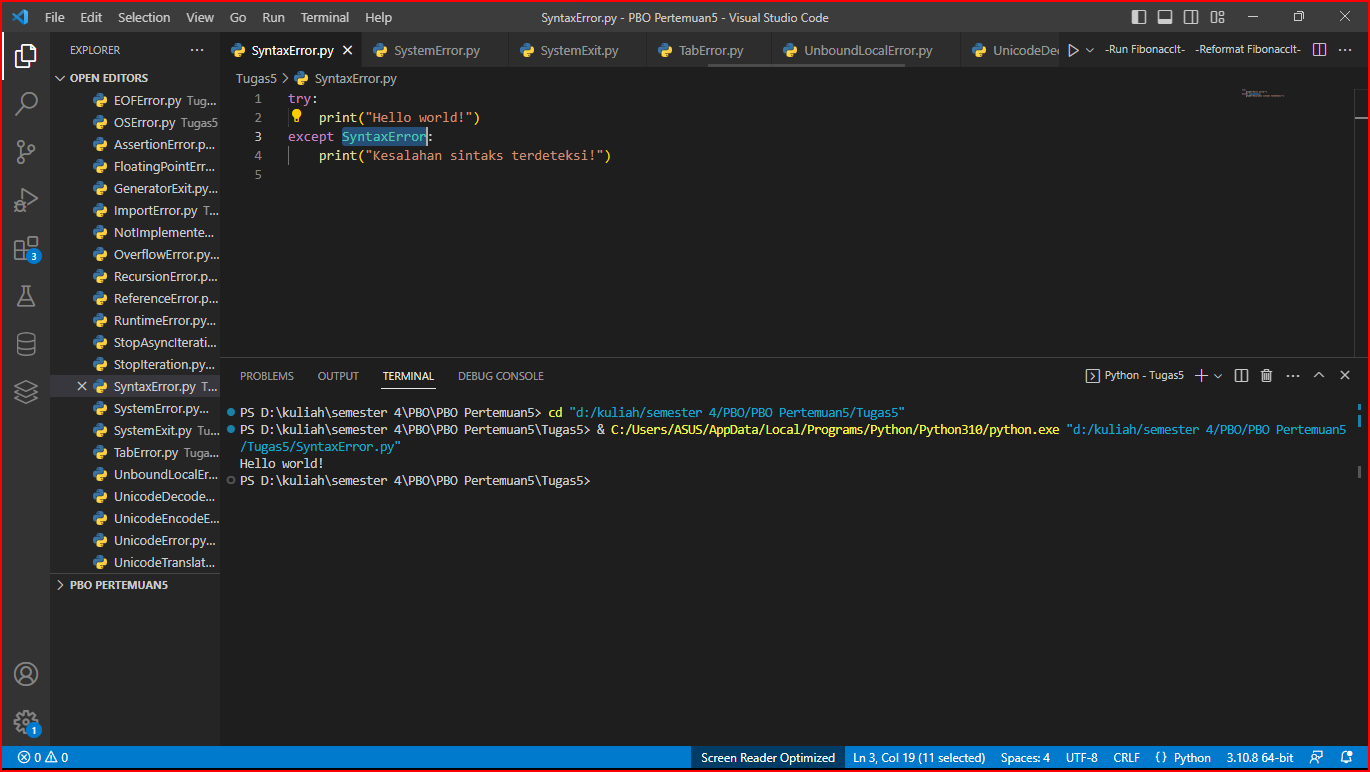 File Edit Selection View Go Run Terminal Help
SyntaxError.py - PBO Pertemuan5 - Visual Studio Code
EXPLORER ···
SyntaxError.py
SystemError.py
SystemExit.py
TabError.py
UnboundLocalError.py
UnicodeDec
-Run FibonaccIt- -Reformat FibonaccIt- ···
OPEN EDITORS
EOFError.py Tug...
OSError.py Tugas5
AssertionError.p...
FloatingPointErr...
GeneratorExit.py...
ImportError.py T...
NotImplemente...
OverflowError.py...
RecursionError.p...
ReferenceError.p...
RuntimeError.py...
StopAsyncIterati...
StopIteration.py...
SyntaxError.py T...
SystemError.py...
SystemExit.py Tu...
TabError.py Tuga...
UnboundLocalEr...
UnicodeDecode...
UnicodeEncodeE...
UnicodeError.py...
UnicodeTranslat...
PBO PERTEMUAN5
3
1
Tugas5 > SyntaxError.py
1 try:
2 print("Hello world!")
3 except SyntaxError:
4 print("Kesalahan sintaks terdeteksi!")
5
PROBLEMS OUTPUT TERMINAL DEBUG CONSOLE
Python - Tugas5
PS D:\kuliah\semester 4\PBO\PBO Pertemuan5> cd "d:/kuliah/semester 4/PBO/PBO Pertemuan5/Tugas5"
PS D:\kuliah\semester 4\PBO\PBO Pertemuan5\Tugas5> & C:/Users/ASUS/AppData/Local/Programs/Python/Python310/python.exe "d:/kuliah/semester 4/PBO/PBO Pertemuan5
/Tugas5/SyntaxError.py"
Hello world!
PS D:\kuliah\semester 4\PBO\PBO Pertemuan5\Tugas5>
0 0
Screen Reader Optimized Ln 3, Col 19 (11 selected) Spaces: 4 UTF-8 CRLF {} Python 3.10.8 64-bit